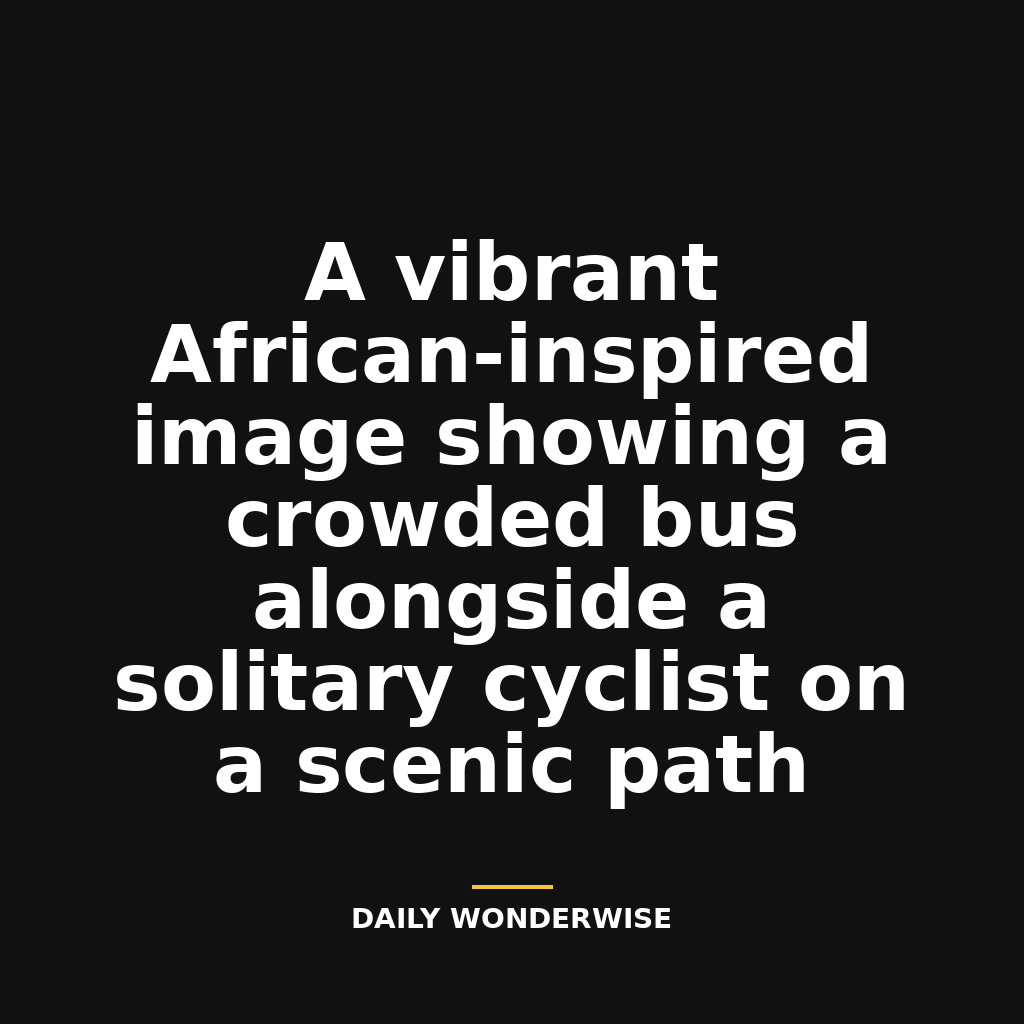 A vibrant
African-inspired
image showing a
crowded bus
alongside a
solitary cyclist on
a scenic path
DAILY WONDERWISE